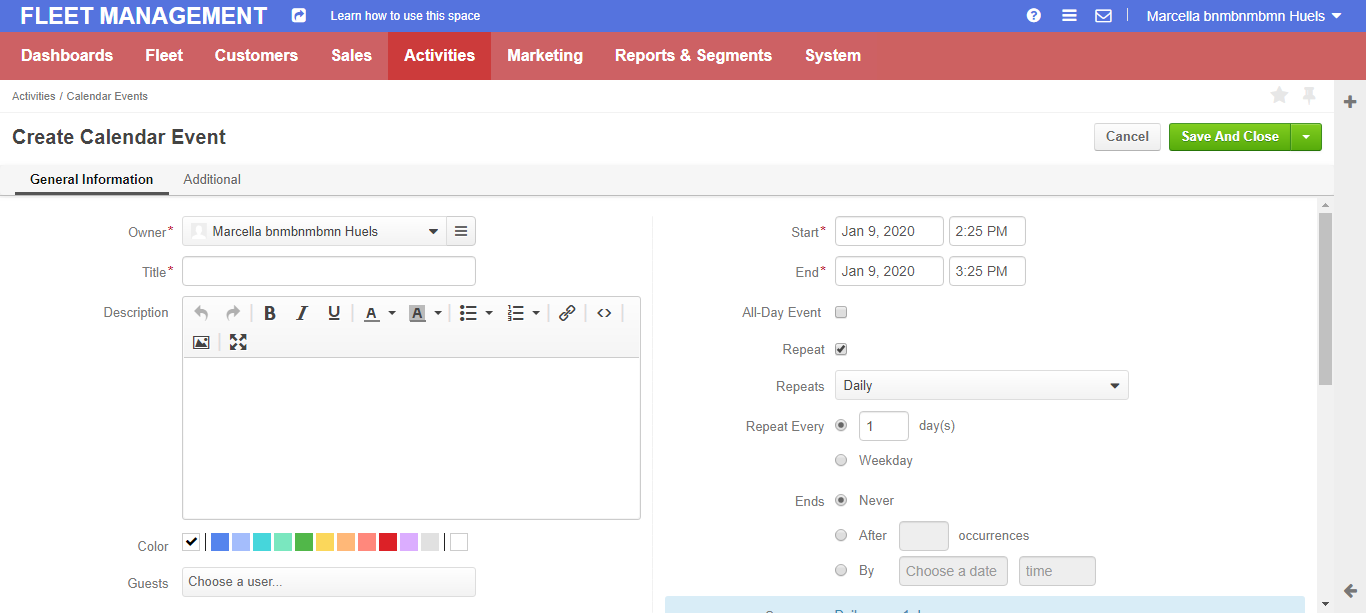 FLEET MANAGEMENT Learn how to use this space Marcella bnmbnmbmn Huels
Dashboards Fleet Customers Sales Activities Marketing Reports & Segments System
Activities / Calendar Events
Create Calendar Event Cancel Save And Close
General Information Additional
Owner* Marcella bnmbnmbmn Huels
Title*
Description
B I U A A
Color
Guests Choose a user...
Start* Jan 9, 2020 2:25 PM
End* Jan 9, 2020 3:25 PM
All-Day Event
Repeat
Repeats Daily
Repeat Every 1 day(s)
Weekday
Ends Never
After occurrences
By Choose a date time